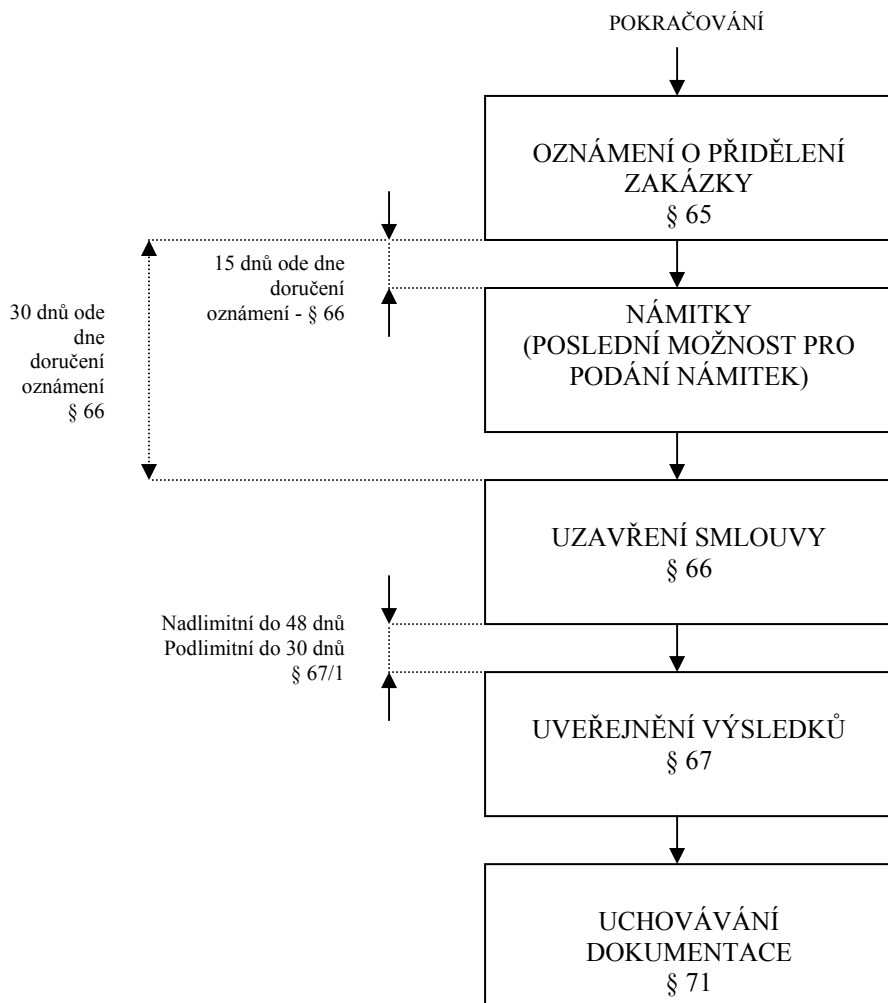 POKRAČOVÁNÍ
OZNÁMENÍ O PŘIDĚLENÍ
ZAKÁZKY
§ 65
15 dnů ode dne
doručení
oznámení - § 66
30 dnů ode
dne
doručení
oznámení
§ 66
NÁMITKY
(POSLEDNÍ MOŽNOST PRO
PODÁNÍ NÁMITEK)
UZAVŘENÍ SMLOUVY
§ 66
Nadlimitní do 48 dnů
Podlimitní do 30 dnů
§ 67/1
UVEŘEJNĚNÍ VÝSLEDKŮ
§ 67
UCHOVÁVÁNÍ
DOKUMENTACE
§ 71